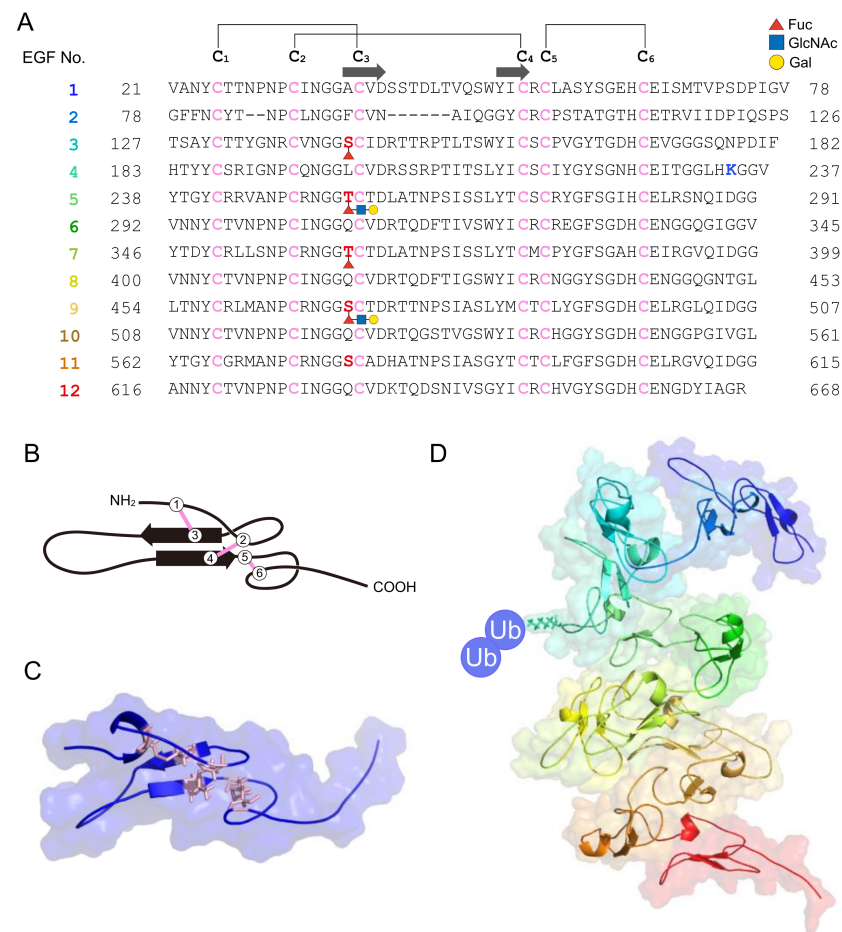 A
Fuc
GlcNAc
Gal
EGF No. C1 C2 C3 C4 C5 C6
1 21 VANYCTTNPNPCINGGACVDSSTDLTVQSWYICRCLASYSGEHCEISMTVPSDPIGV 78
2 78 GFFNCYT--NPCLNGGFCVN------AIQGGYCRCPSTATGTHCETRVIIDPIQSPS 126
3 127 TSAYCTTYGNRCVNGGSCIDRTTRPTLTSWYICSCPVGYTGDHCEVGGGSQNPDIF 182
4 183 HTYYCSRIGNPCQNGGLCVDRSSRPTITSLYICSCIYGYSGNHCEITGGLHKGGV 237
5 238 YTGYCRRVANPCRNGGTCTDLATNPSISSLYTCSCRYGFSGIHCELRSNQIDGG 291
6 292 VNNYCTVNPNPCINGGQCVDRTQDFTIVSWYICRCREGFSGDHCENGGQGIGGV 345
7 346 YTDYCRLLSNPCRNGGTCTDLATNPSISSLYTCMCPYGFSGAHCEIRGVQIDGG 399
8 400 VNNYCTVNPNPCINGGQCVDRTQDFTIGSWYICRCNGGYSGDHCENGGQGNTGL 453
9 454 LTNYCRLMANPCRNGGSCTDRTTNPSIASLYMCTCLYGFSGDHCELRGLQIDGG 507
10 508 VNNYCTVNPNPCINGGQCVDRTQGSTVGSWYICRCHGGYSGDHCENGGPGIVGL 561
11 562 YTGYCGRMANPCRNGGSCADHATNPSIASGYTCTCLFGFSGDHCELRGVQIDGG 615
12 616 ANNYCTVNPNPCINGGQCVDKTQDSNIVSGYICRCHVGYSGDHCENGDYIAGR 668
B
NH2
1
3
2
4
5
6
COOH
C
D
Ub
Ub